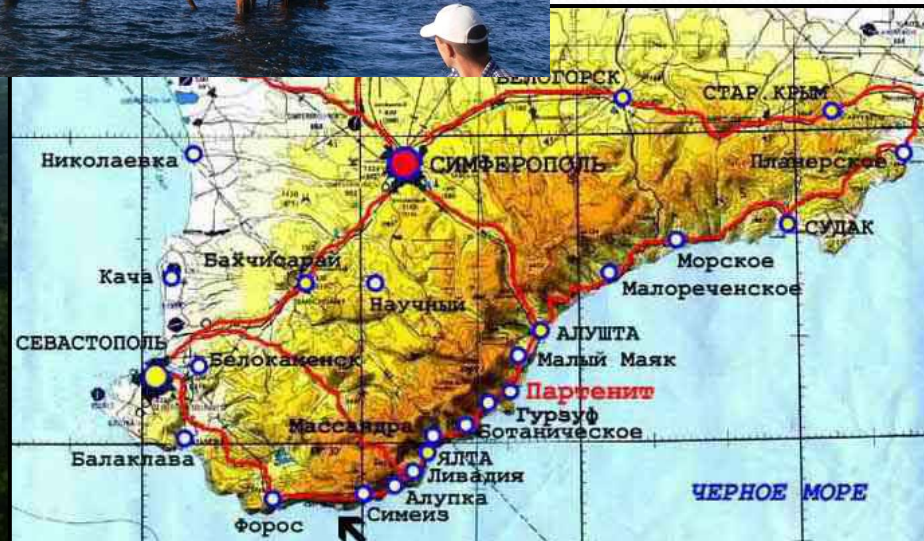 БЕЛОГОРСК
СТАР.КРЫМ
Николаевка
СИМФЕРОПОЛЬ
Планерское
СУДАК
Бахчисарай
Морское
Кача
Научный
Малореченское
СЕВАСТОПОЛЬ
АЛУШТА
Белокаменск
Малый Маяк
Партенит
Гурзуф
Массандра
Ботаническое
Балаклава
ЯЛТА
Ливадия
Алупка
ЧЕРНОЕ МОРЕ
Симеиз
Форос